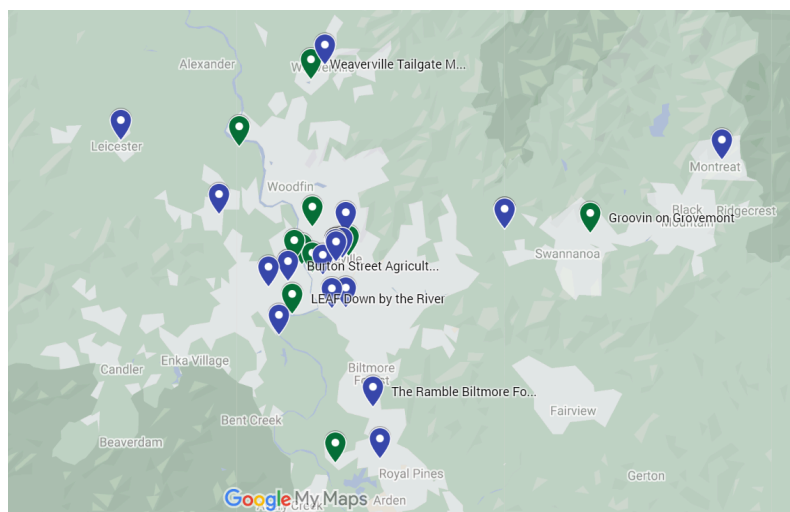 Alexander
Weaverville Tailgate M...
Leicester
Montreat
Woodfin
Black
Mountain
Ridgecrest
Groovin on Grovemont
Swannanoa
Burton Street Agricult...
LEAF Down by the River
Enka Village
Candler
Biltmore
Forest
The Ramble Biltmore Fo...
Fairview
Bent Creek
Beaverdam
Royal Pines
Gerton
Google My Maps
Arden